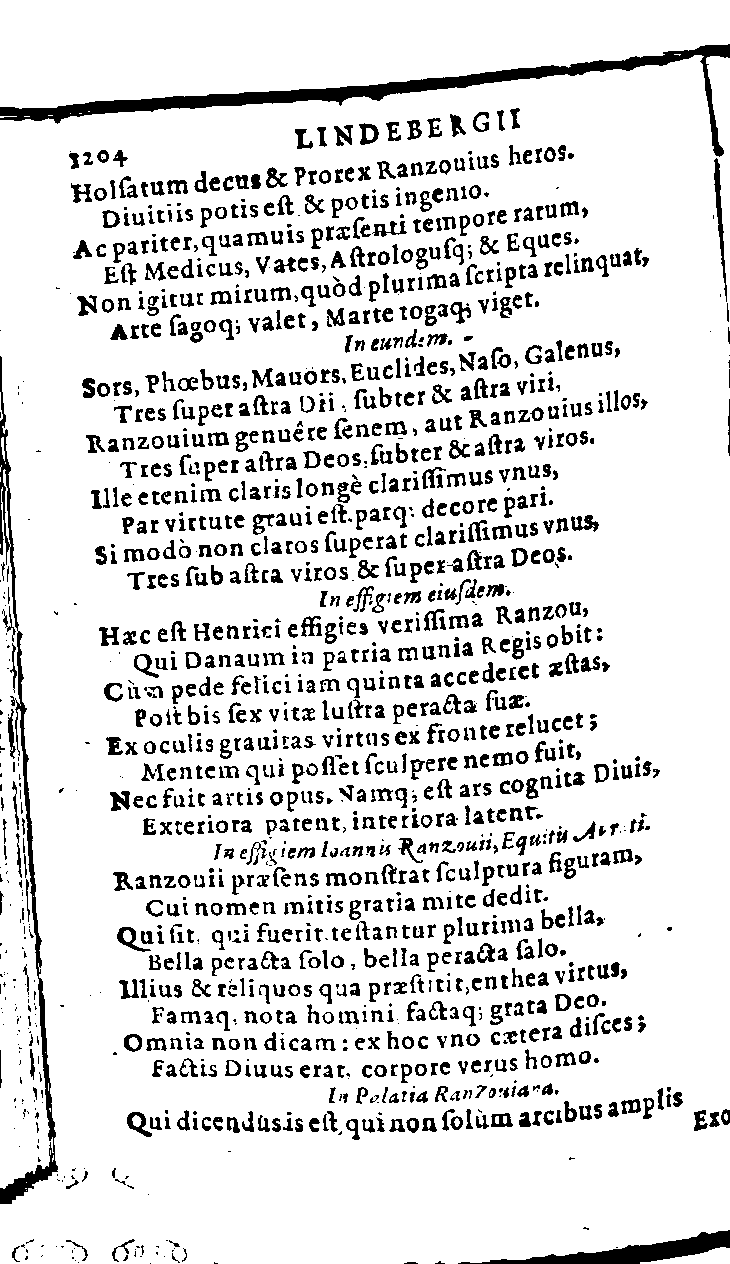 1204 LINDEBERGII
Holſatum decus & Prorex Ranzouius heros.
Diuitiis potis eſt & potis ingenio.
Ac pariter, quamuis præſenti tempore rarum,
Eſt Medicus, Vates, Aſtrologuſq; & Eques.
Non igitur mirum, quòd plurima ſcripta relinquat,
Arte ſagoq; valet, Marte togaq; viget.
In eundem.
Sors, Phœbus, Mauors, Euclides, Naſo, Galenus,
Tres ſuper aſtra Dii, ſubter & aſtra viri,
Ranzouium genuêre ſenem, aut Ranzouius illos,
Tres ſuper aſtra Deos, ſubter & aſtra viros.
Ille etenim claris longè clariſſimus vnus,
Par virtute graui eſt, parq; decore pari.
Si modò non claros ſuperat clariſſimus vnus,
Tres ſub aſtra viros & ſuper aſtra Deos.
In effigiem eiuſdem.
Hæc eſt Henrici effigies veriſſima Ranzou,
Qui Danaum in patria munia Regis obit:
Cùm pede felici iam quinta accederet æſtas,
Poſt bis ſex vitæ luſtra peracta ſuæ.
Ex oculis grauitas virtus ex fronte relucet;
Mentem qui poſſet ſculpere nemo fuit,
Nec fuit artis opus. Namq; eſt ars cognita Diuis,
Exteriora patent, interiora latent.
In effigiem Ioannis Ranzouii, Equitis Aurati.
Ranzouii præſens monſtrat ſculptura figuram,
Cui nomen mitis gratia mite dedit.
Qui ſit, qui fuerit teſtantur plurima bella,
Bella peracta ſolo, bella peracta ſalo.
Illius & reliquos qua præſtitit, enthea virtus,
Famaq; nota homini factaq; grata Deo.
Omnia non dicam: ex hoc vno cætera diſces;
Factis Diuus erat, corpore verus homo.
In Palatia Ranzouiana.
Qui dicendus is eſt, qui non ſolùm arcibus amplis
Exo